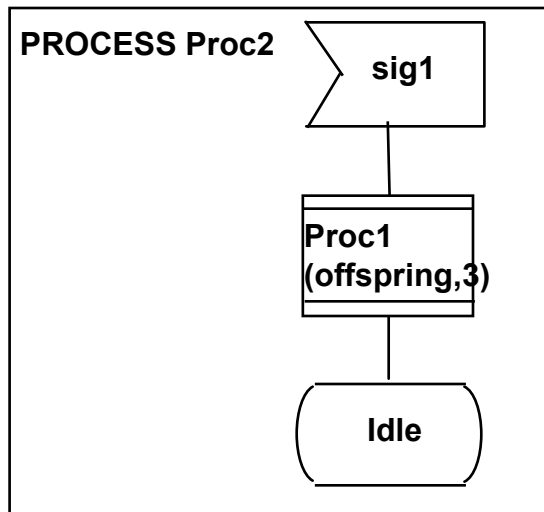 PROCESS Proc2
sig1
Proc1
(offspring,3)
Idle